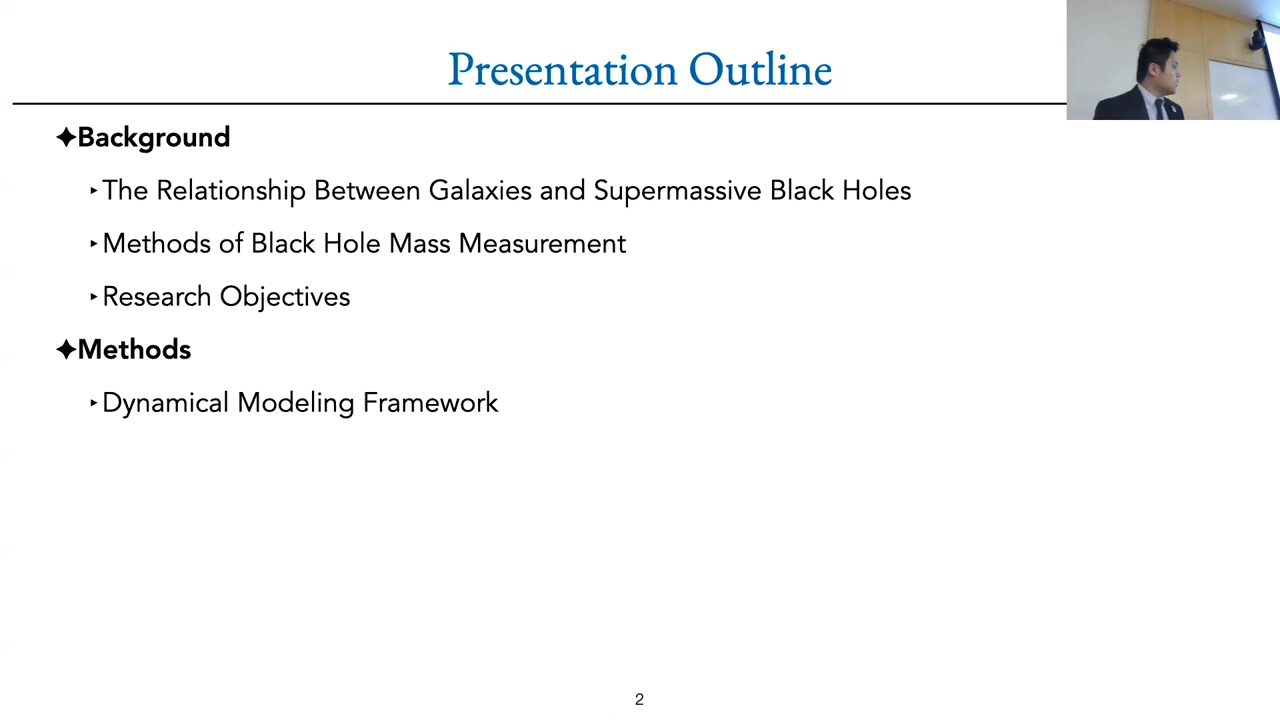 Presentation Outline
✦Background
‣The Relationship Between Galaxies and Supermassive Black Holes
‣Methods of Black Hole Mass Measurement
‣Research Objectives
✦Methods
‣Dynamical Modeling Framework
2